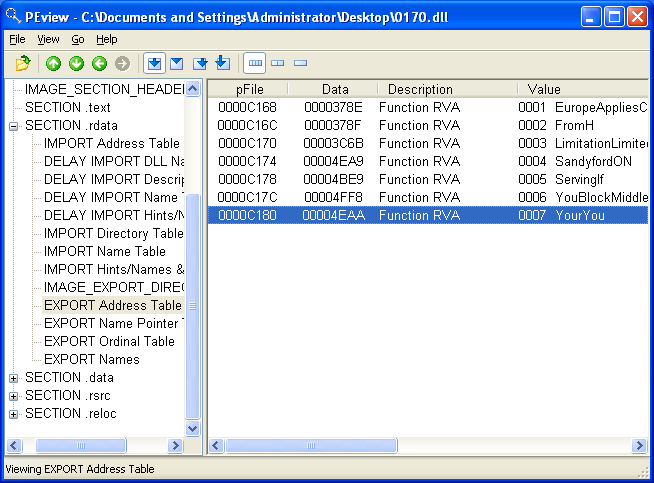 PEview - C:\Documents and Settings\Administrator\Desktop\0170.dll
File View Go Help
IMAGE_SECTION_HEADER
SECTION .text
SECTION .rdata
IMPORT Address Table
DELAY IMPORT DLL Na
DELAY IMPORT Descrip
DELAY IMPORT Name T
DELAY IMPORT Hints/N
IMPORT Directory Table
IMPORT Name Table
IMPORT Hints/Names &
IMAGE_EXPORT_DIREC
EXPORT Address Table
EXPORT Name Pointer T
EXPORT Ordinal Table
EXPORT Names
SECTION .data
SECTION .rsrc
SECTION .reloc
pFile Data Description Value
0000C168 0000378E Function RVA 0001 EuropeAppliesC
0000C16C 0000378F Function RVA 0002 FromH
0000C170 00003C6B Function RVA 0003 LimitationLimited
0000C174 00004EA9 Function RVA 0004 SandyfordON
0000C178 00004BE9 Function RVA 0005 ServingIf
0000C17C 00004FF8 Function RVA 0006 YouBlockMiddle
0000C180 00004EAA Function RVA 0007 YourYou
Viewing EXPORT Address Table